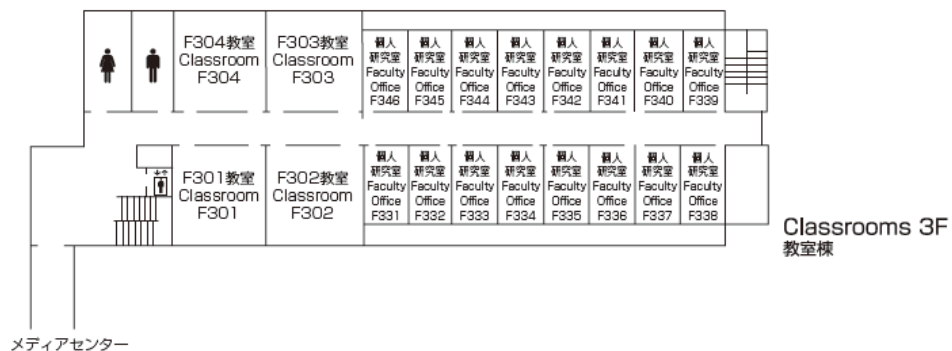 F304教室
Classroom
F304
F303教室
Classroom
F303
個人
研究室
Faculty
Office
F346
個人
研究室
Faculty
Office
F345
個人
研究室
Faculty
Office
F344
個人
研究室
Faculty
Office
F343
個人
研究室
Faculty
Office
F342
個人
研究室
Faculty
Office
F341
個人
研究室
Faculty
Office
F340
個人
研究室
Faculty
Office
F339
F301教室
Classroom
F301
F302教室
Classroom
F302
個人
研究室
Faculty
Office
F331
個人
研究室
Faculty
Office
F332
個人
研究室
Faculty
Office
F333
個人
研究室
Faculty
Office
F334
個人
研究室
Faculty
Office
F335
個人
研究室
Faculty
Office
F336
個人
研究室
Faculty
Office
F337
個人
研究室
Faculty
Office
F338
Classrooms 3F
教室棟
メディアセンター